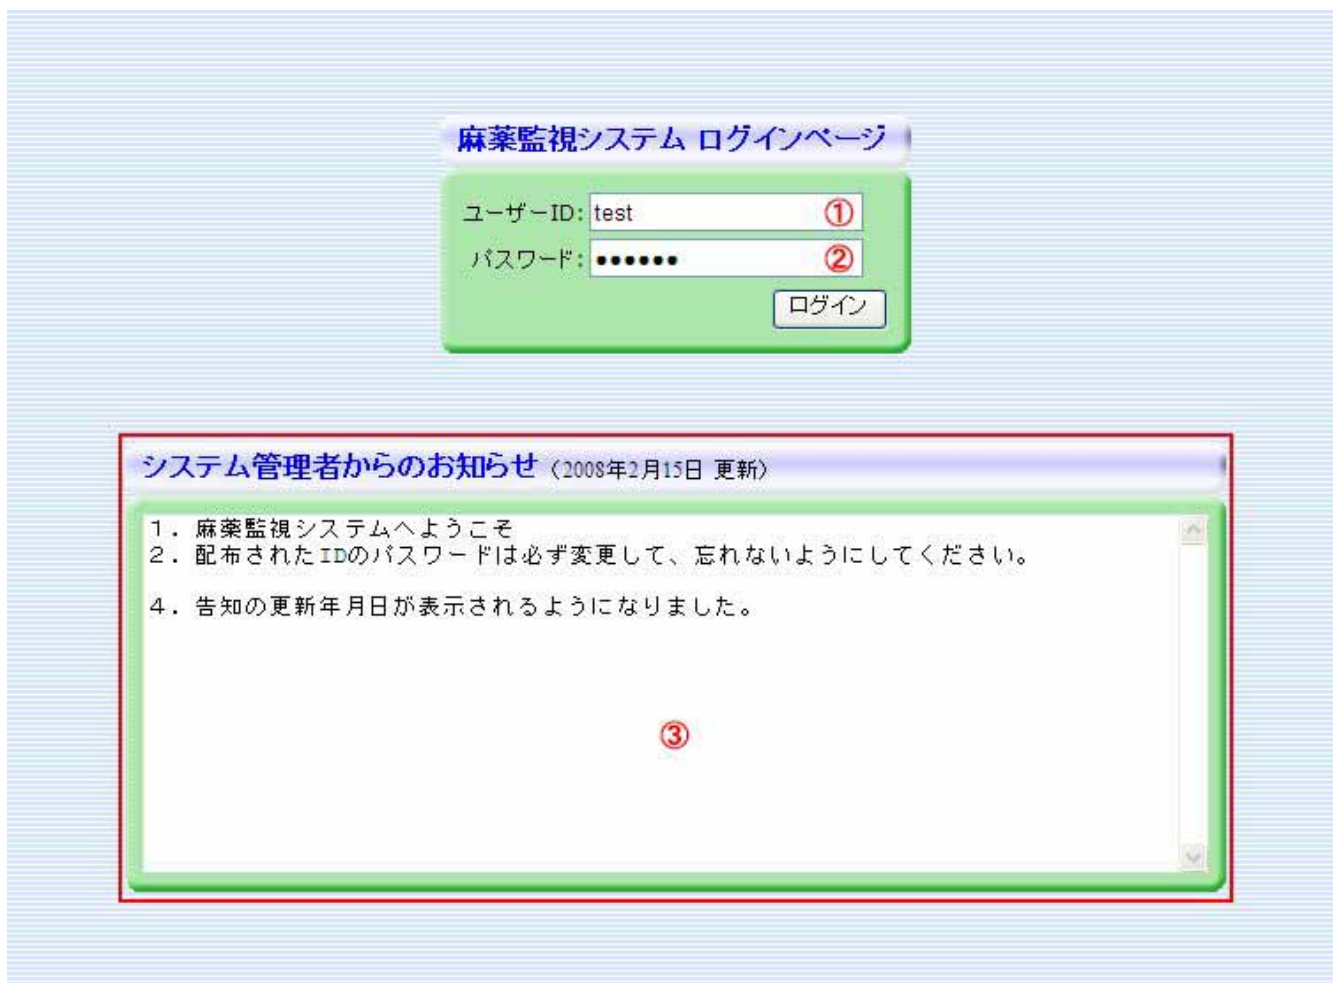 麻薬監視システム ログインページ
ユーザーID: test ①
パスワード: ●●●●●● ②
ログイン
システム管理者からのお知らせ（2008年2月15日 更新）
１．麻薬監視システムへようこそ
２．配布されたIDのパスワードは必ず変更して、忘れないようにしてください。
４．告知の更新年月日が表示されるようになりました。
③